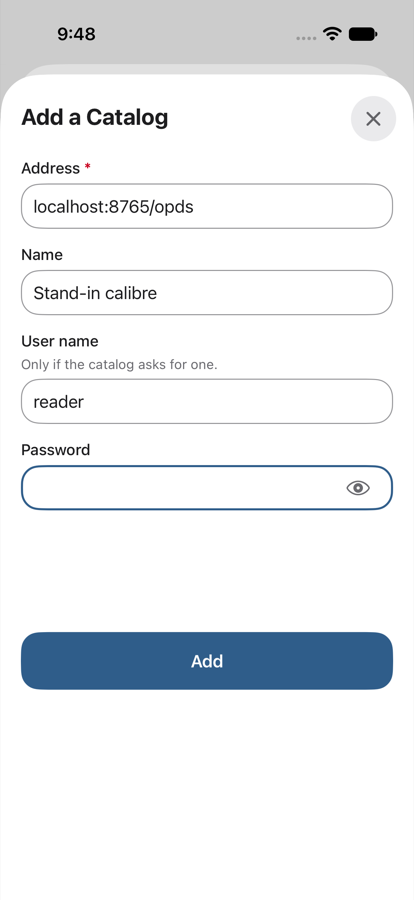 9:48
Add a Catalog
Address *
localhost:8765/opds
Name
Stand-in calibre
User name
Only if the catalog asks for one.
reader
Password
Add